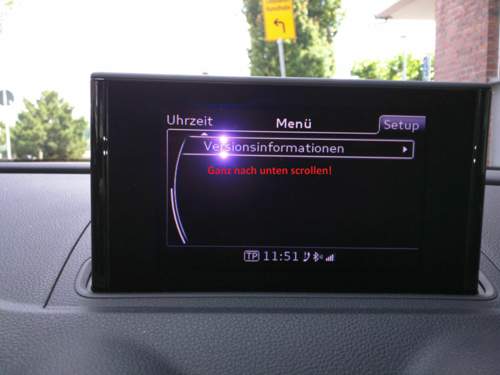 Uhrzeit Menü Setup
Versionsinformationen
Ganz nach unten scrollen!
TP 11:51